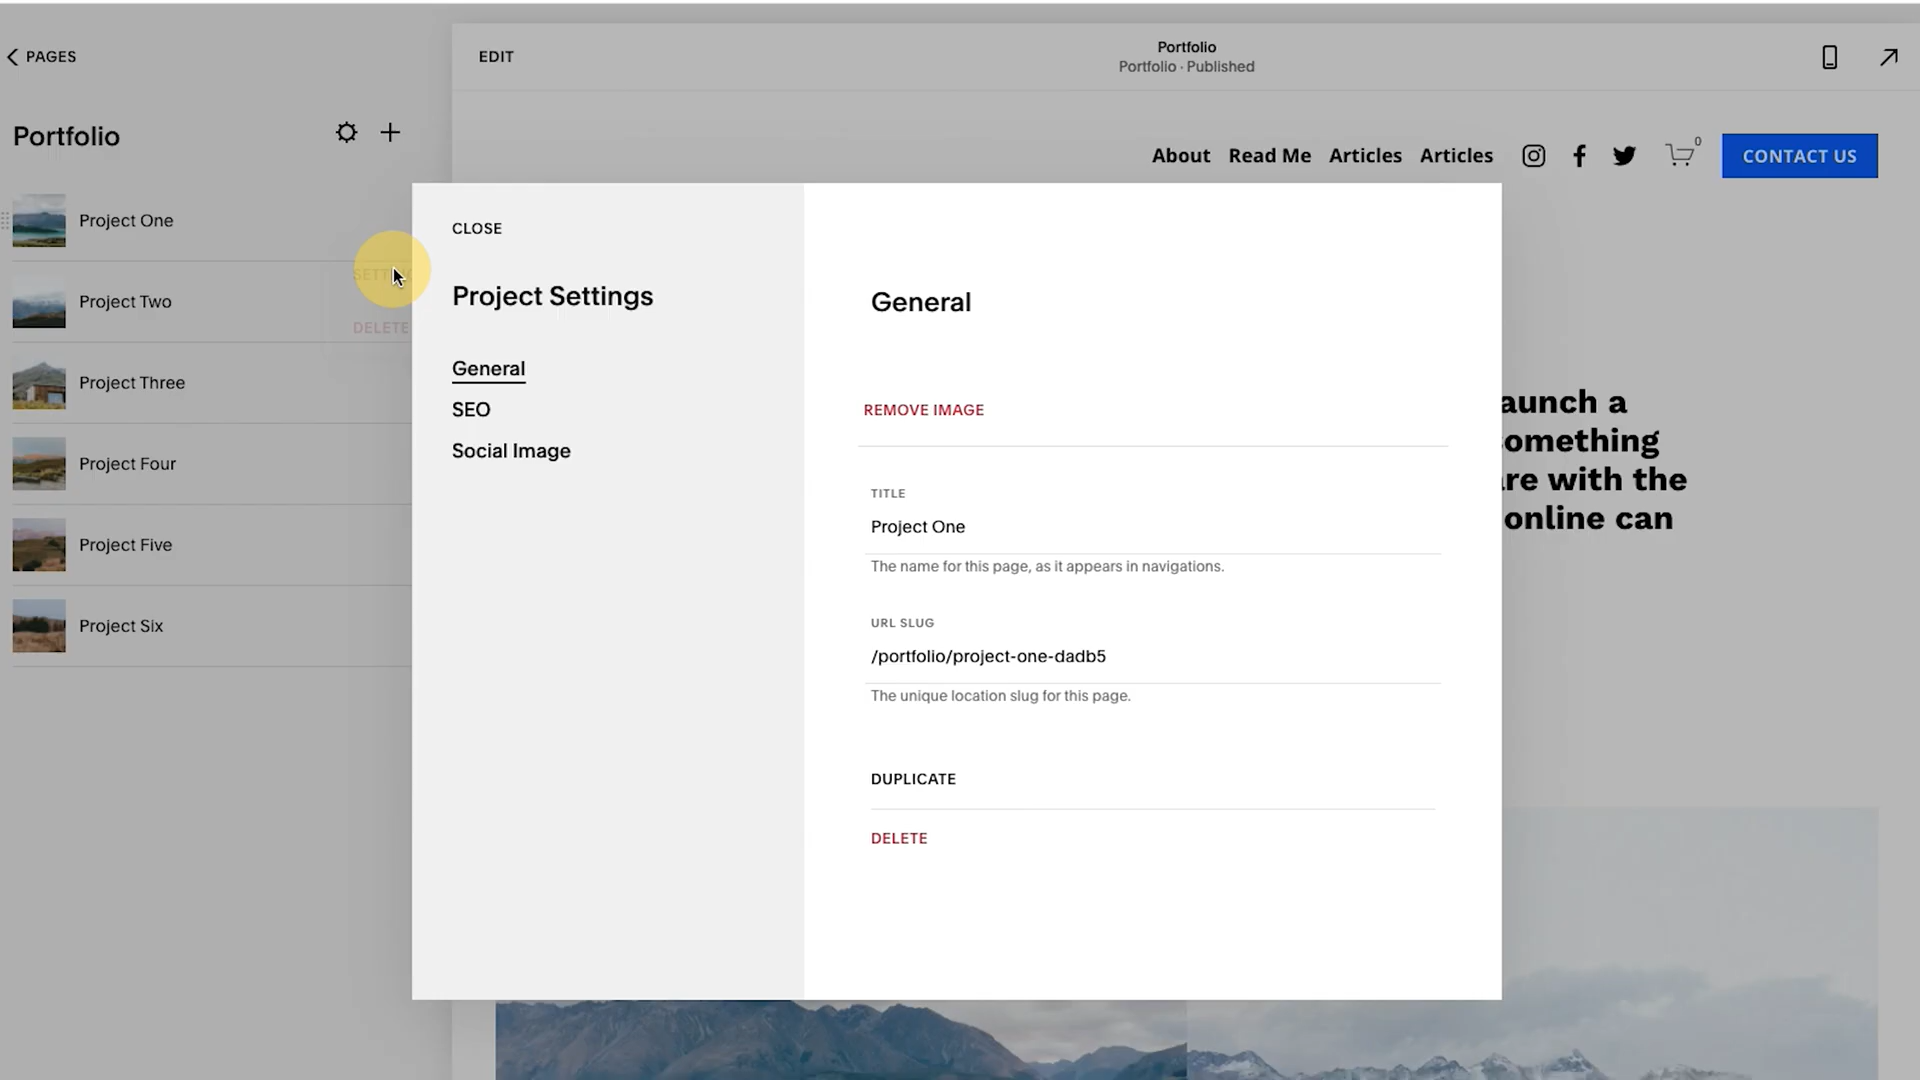 PAGES
EDIT
Portfolio
Portfolio · Published
Portfolio
About Read Me Articles Articles
0
CONTACT US
Project One
Project Two
DELETE
Project Three
Project Four
Project Five
Project Six
CLOSE
Project Settings
General
SEO
Social Image
General
REMOVE IMAGE
TITLE
Project One
The name for this page, as it appears in navigations.
URL SLUG
/portfolio/project-one-dadb5
The unique location slug for this page.
DUPLICATE
DELETE
aunch a
omething
re with the
online can